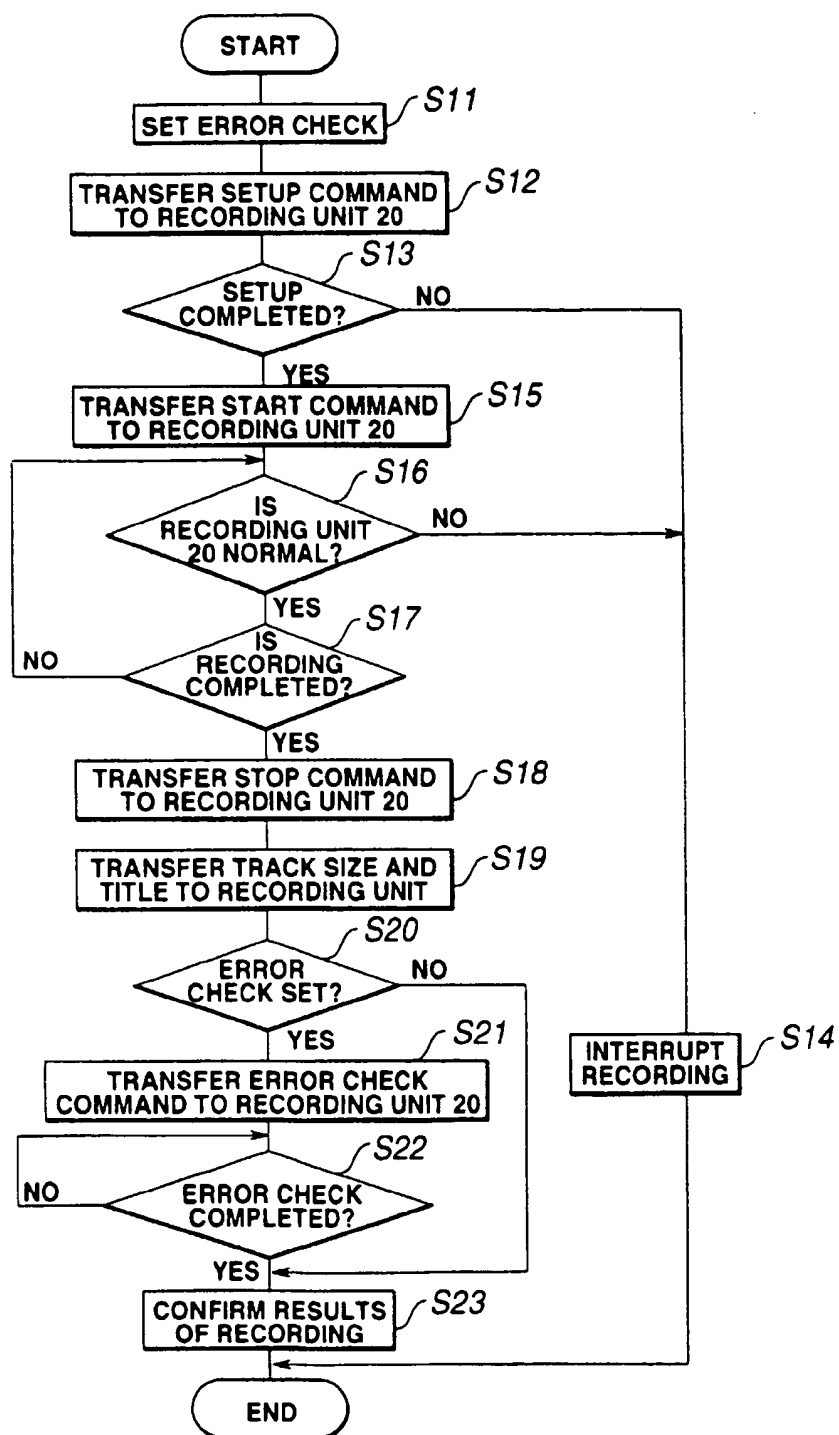 START
S11
SET ERROR CHECK
S12
TRANSFER SETUP COMMAND
TO RECORDING UNIT 20
S13
SETUP
COMPLETED?
NO
YES
S15
TRANSFER START COMMAND
TO RECORDING UNIT 20
S16
IS
RECORDING UNIT
20 NORMAL?
NO
YES
S17
IS
RECORDING
COMPLETED?
NO
YES
S18
TRANSFER STOP COMMAND
TO RECORDING UNIT 20
S19
TRANSFER TRACK SIZE AND
TITLE TO RECORDING UNIT
S20
ERROR
CHECK SET?
NO
YES
S21
TRANSFER ERROR CHECK
COMMAND TO RECORDING UNIT 20
S14
INTERRUPT
RECORDING
S22
ERROR CHECK
COMPLETED?
NO
YES
S23
CONFIRM RESULTS
OF RECORDING
END